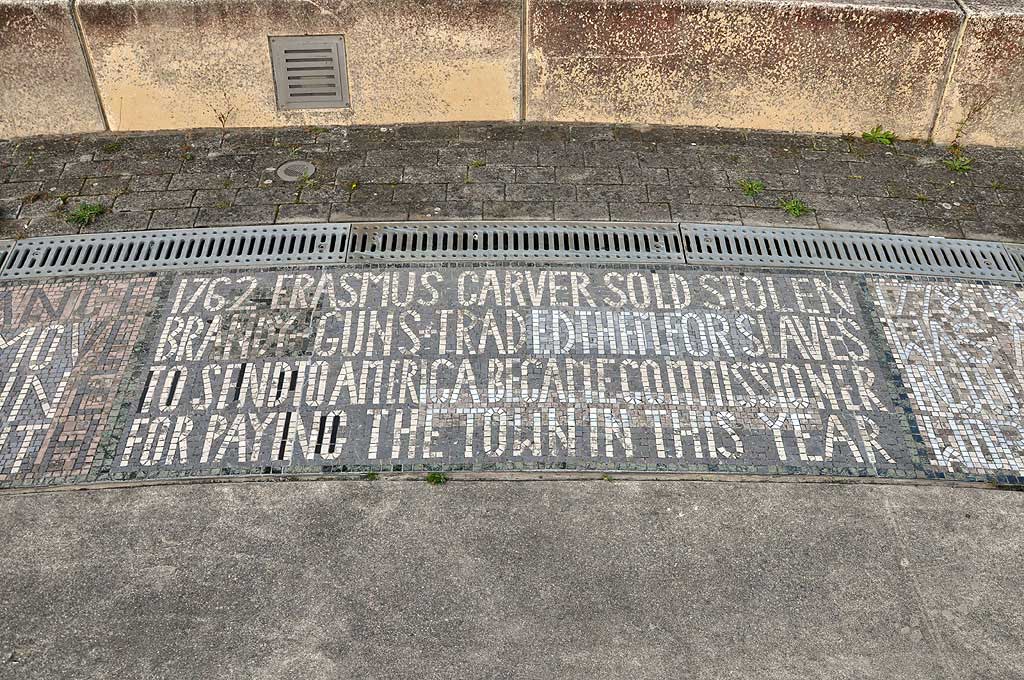 1762 ERASMUS CARVER SOLD STOLEN
BRANDY + GUNS + TRADED THEM FOR SLAVES
TO SEND TO AMERICA BECAME COMMISSIONER
FOR PAYING THE TOWN IN THIS YEAR